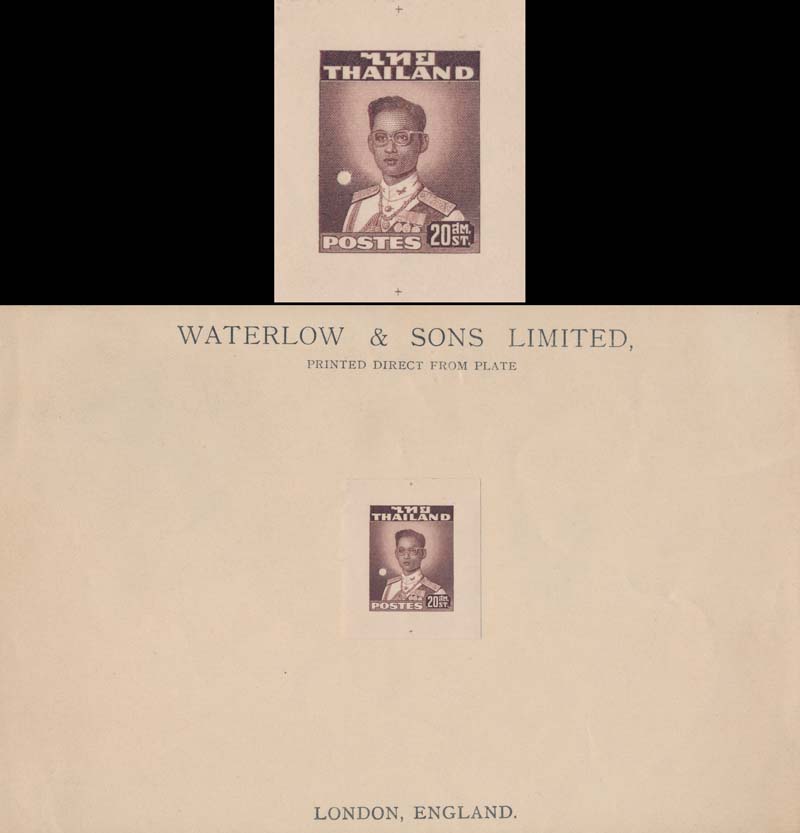 ไทย
THAILAND
POSTES
20 สต.
ST.
WATERLOW & SONS LIMITED,
PRINTED DIRECT FROM PLATE
ไทย
THAILAND
POSTES
20 สต.
ST.
LONDON, ENGLAND.